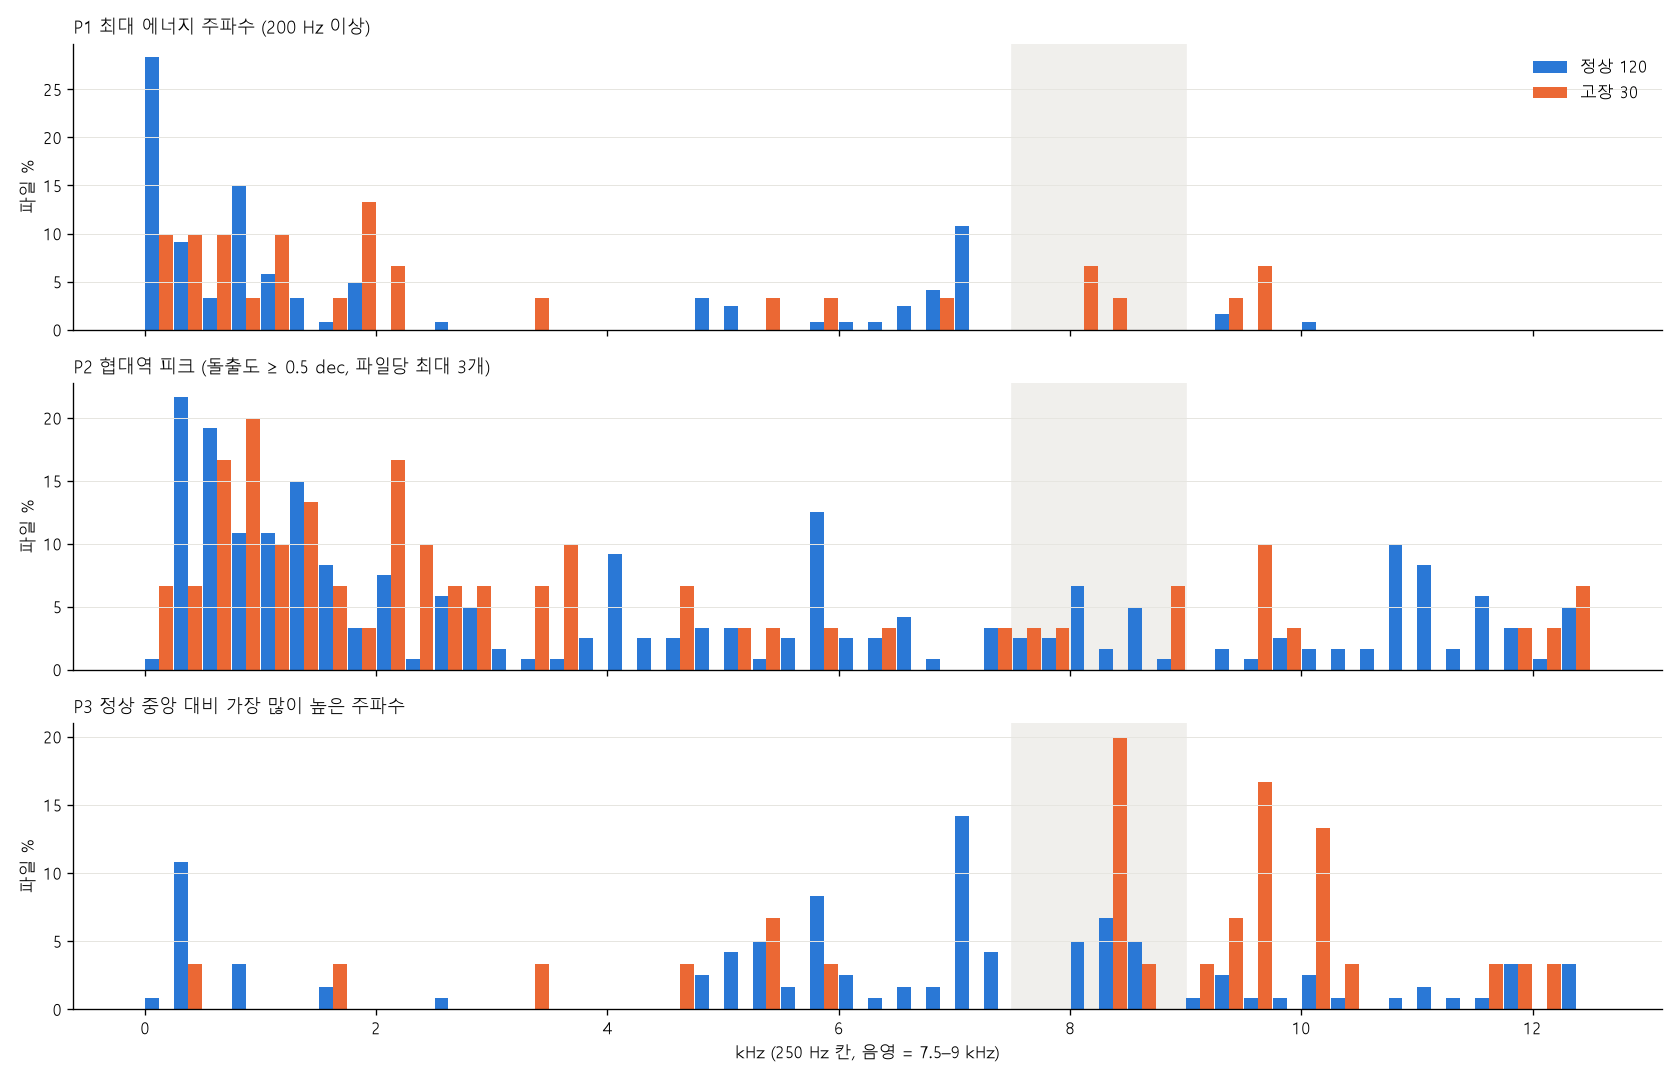 P1 최대 에너지 주파수 (200 Hz 이상)
정상 120
고장 30
파일 %
25
20
15
10
5
0
P2 협대역 피크 (돌출도 ≥ 0.5 dec, 파일당 최대 3개)
파일 %
20
15
10
5
0
P3 정상 중앙 대비 가장 많이 높은 주파수
파일 %
20
15
10
5
0
0 2 4 6 8 10 12
kHz (250 Hz 칸, 음영 = 7.5–9 kHz)